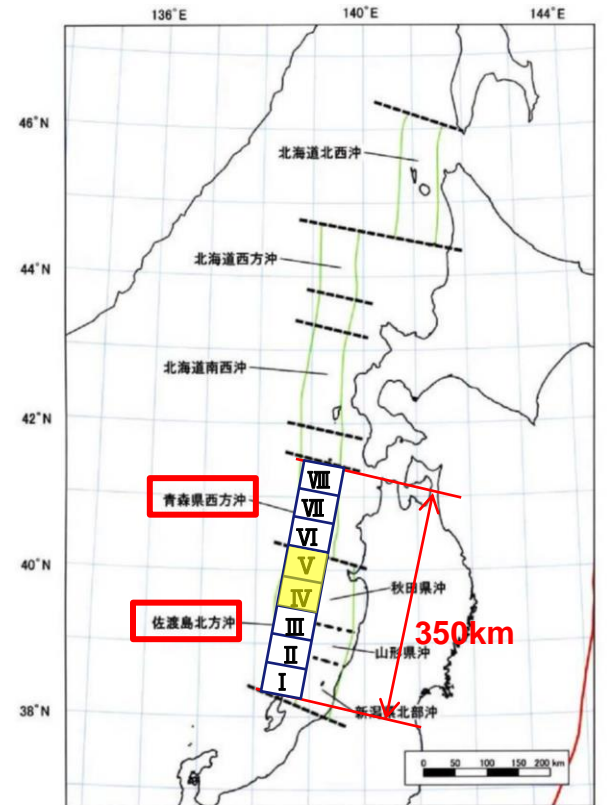 136°E
140°E
144°E
46°N
北海道北西沖
北海道西方沖
44°N
北海道南西沖
42°N
Ⅷ
青森県西方沖
Ⅶ
Ⅵ
40°N
Ⅴ
秋田県沖
Ⅳ
佐渡島北方沖
Ⅲ
350km
山形県沖
Ⅱ
Ⅰ
新潟県北部沖
38°N
0 50 100 150 200 km